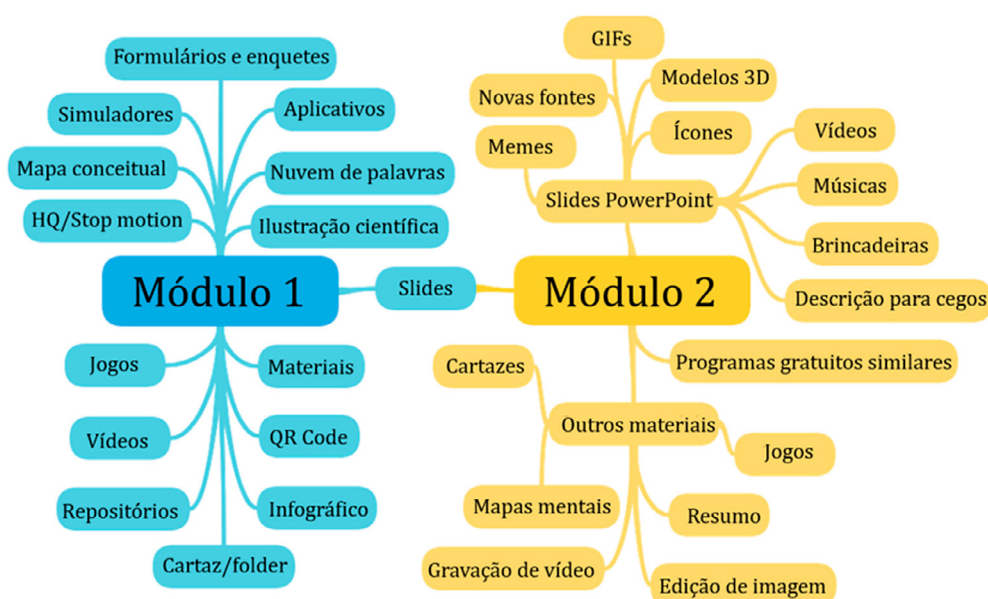 Formulários e enquetes
Simuladores
Aplicativos
Mapa conceitual
Nuvem de palavras
HQ/Stop motion
Ilustração científica
Módulo 1
Slides
Jogos
Materiais
Vídeos
QR Code
Repositórios
Infográfico
Cartaz/folder
GIFs
Modelos 3D
Novas fontes
Ícones
Memes
Vídeos
Slides PowerPoint
Músicas
Brincadeiras
Descrição para cegos
Módulo 2
Programas gratuitos similares
Cartazes
Outros materiais
Jogos
Mapas mentais
Resumo
Gravação de vídeo
Edição de imagem